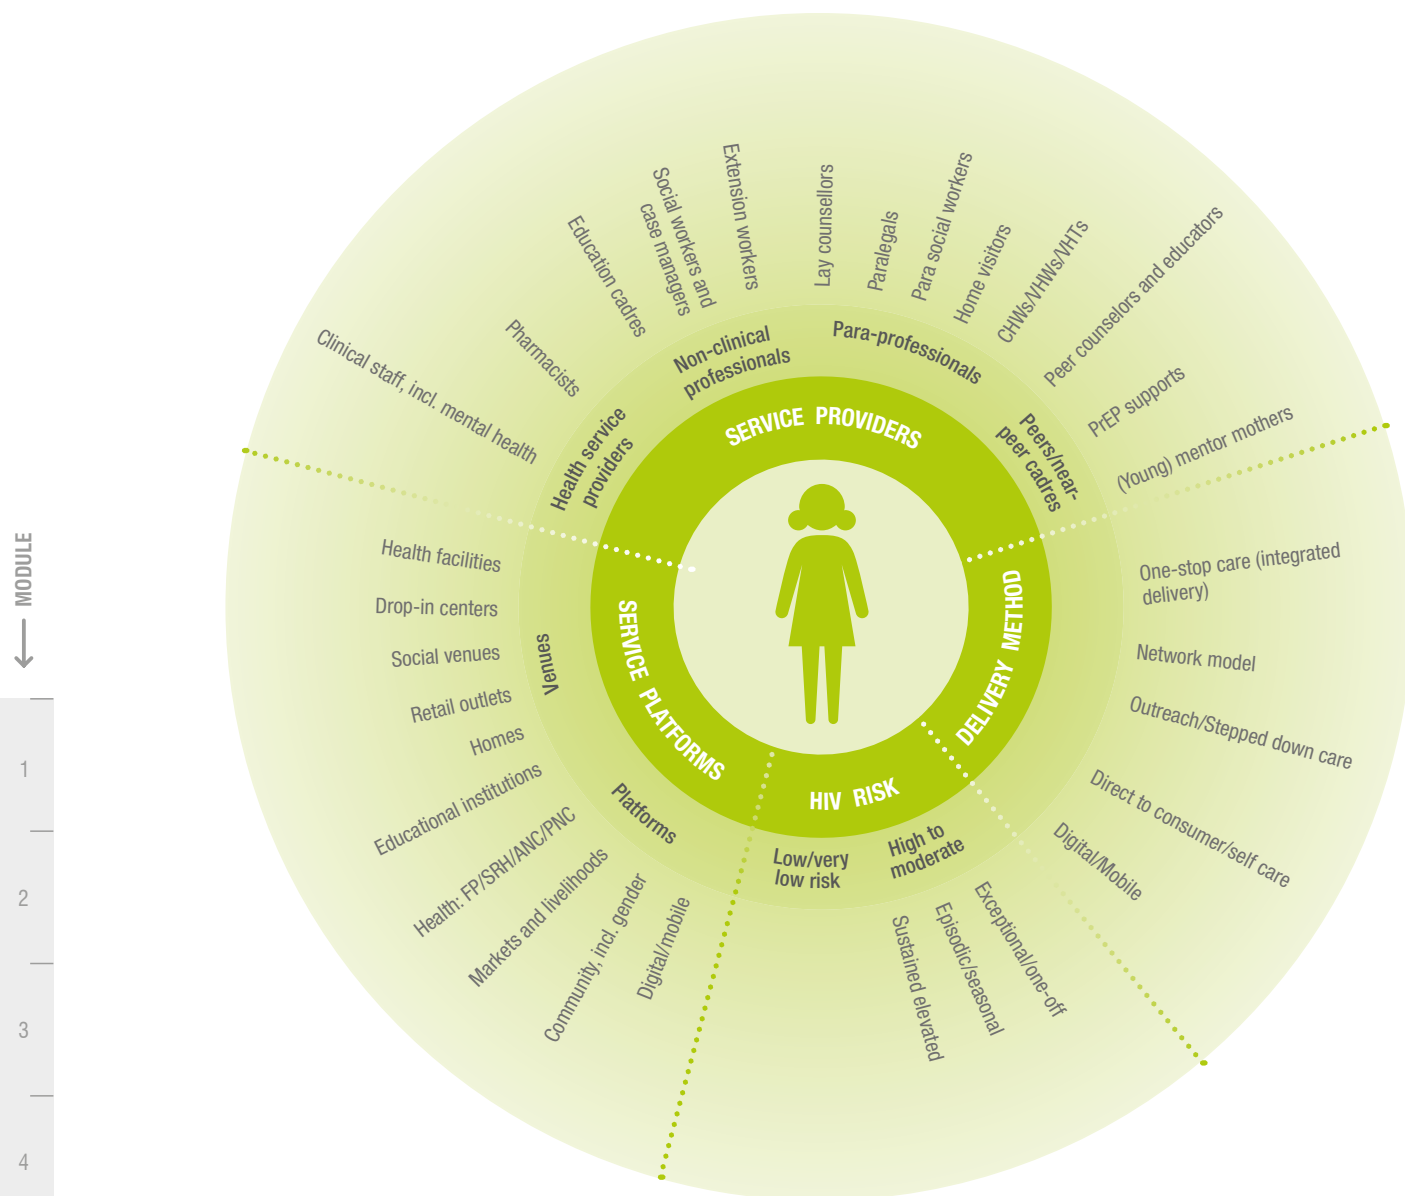 SERVICE PROVIDERS
Health service
providers
Clinical staff, incl. mental health
Pharmacists
Non-clinical
professionals
Education cadres
Social workers and
case managers
Extension workers
Para-professionals
Lay counsellors
Paralegals
Para social workers
Home visitors
CHWs/VHWs/VHTs
Peers/near-
peer cadres
Peer counselors and educators
PrEP supports
(Young) mentor mothers
DELIVERY METHOD
One-stop care (integrated
delivery)
Network model
Outreach/Stepped down care
Direct to consumer/self care
Digital/Mobile
HIV RISK
High to
moderate
Exceptional/one-off
Episodic/seasonal
Sustained elevated
Low/very
low risk
SERVICE PLATFORMS
Venues
Health facilities
Drop-in centers
Social venues
Retail outlets
Homes
Platforms
Educational institutions
Health: FP/SRH/ANC/PNC
Markets and livelihoods
Community, incl. gender
Digital/mobile
MODULE
1
2
3
4